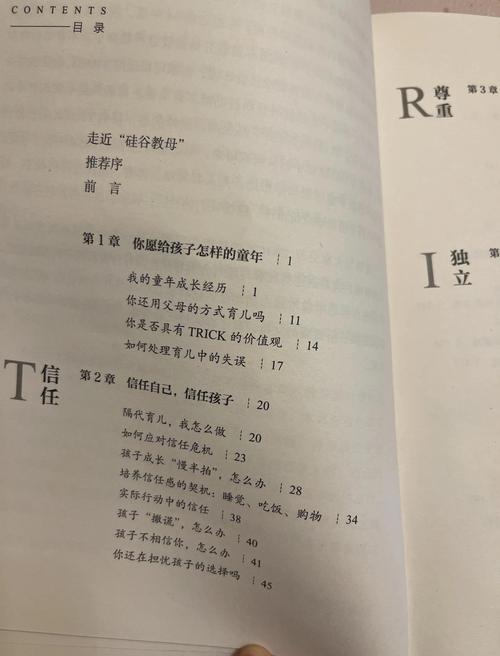 CONTENTS
目 录
走近“硅谷教母”
推荐序
前 言
第1章 你愿给孩子怎样的童年 1
我的童年成长经历 1
你还用父母的方式育儿吗 11
你是否具有TRICK的价值观 14
如何处理育儿中的失误 17
T 信任
第2章 信任自己，信任孩子 20
隔代育儿，我怎么做 20
如何应对信任危机 23
孩子成长“慢半拍”，怎么办 28
培养信任感的契机：睡觉、吃饭、购物 34
实际行动中的信任 38
孩子“撒谎”，怎么办 40
孩子不相信你，怎么办 41
你还在担忧孩子的选择吗 45
R 尊重
第3章
I 独立
第